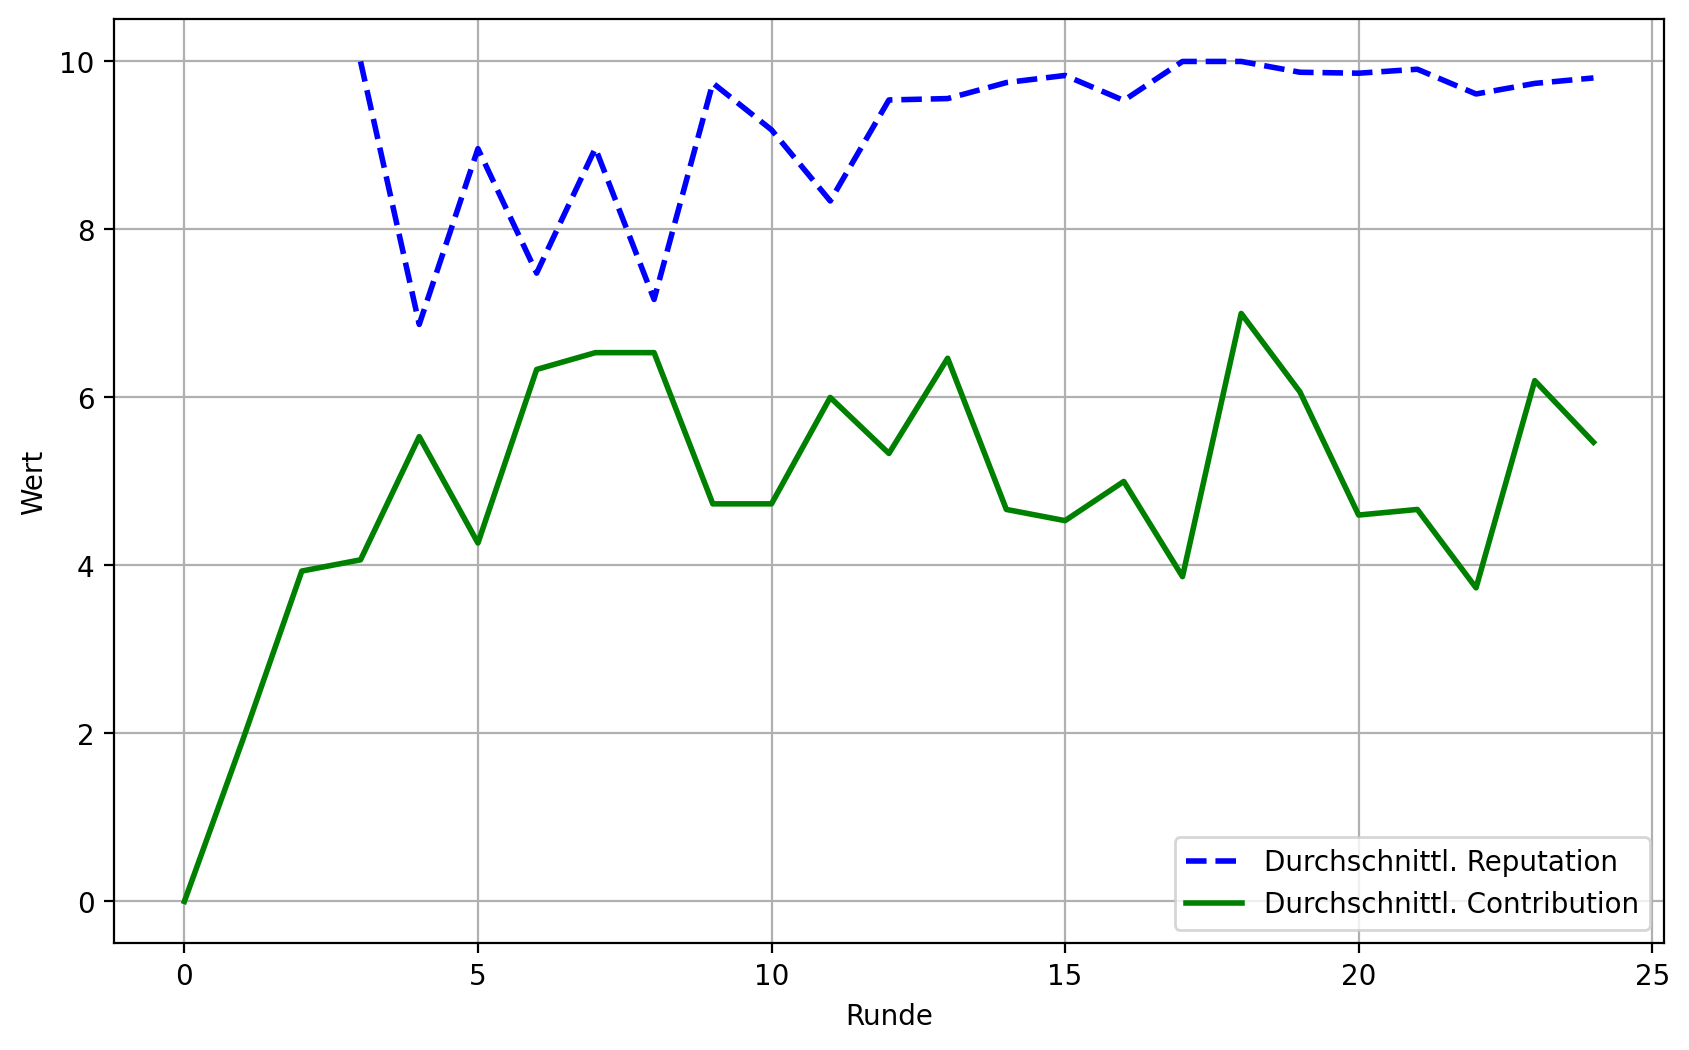 10
8
6
4
2
0
Wert
0 5 10 15 20 25
Runde
Durchschnittl. Reputation
Durchschnittl. Contribution